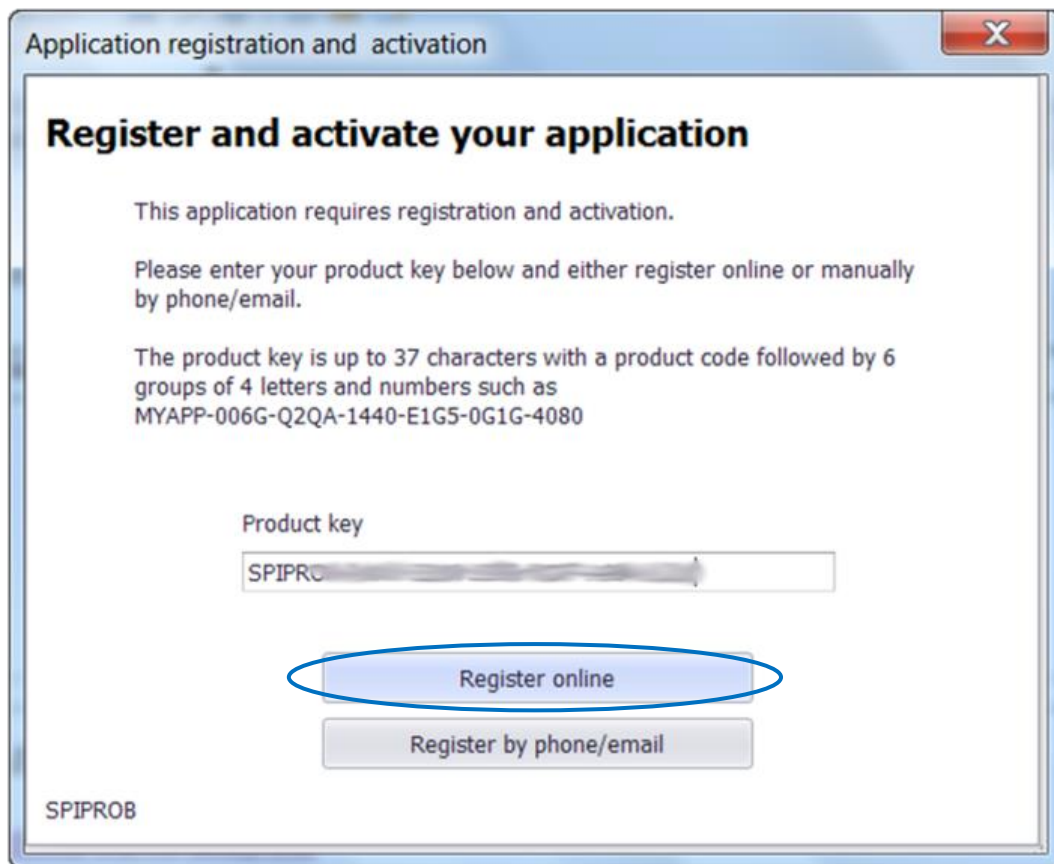 Application registration and  activation
X
Register and activate your application
This application requires registration and activation.
Please enter your product key below and either register online or manually
by phone/email.
The product key is up to 37 characters with a product code followed by 6
groups of 4 letters and numbers such as
MYAPP-006G-Q2QA-1440-E1G5-0G1G-4080
Product key
SPIPRO
Register online
Register by phone/email
SPIPROB